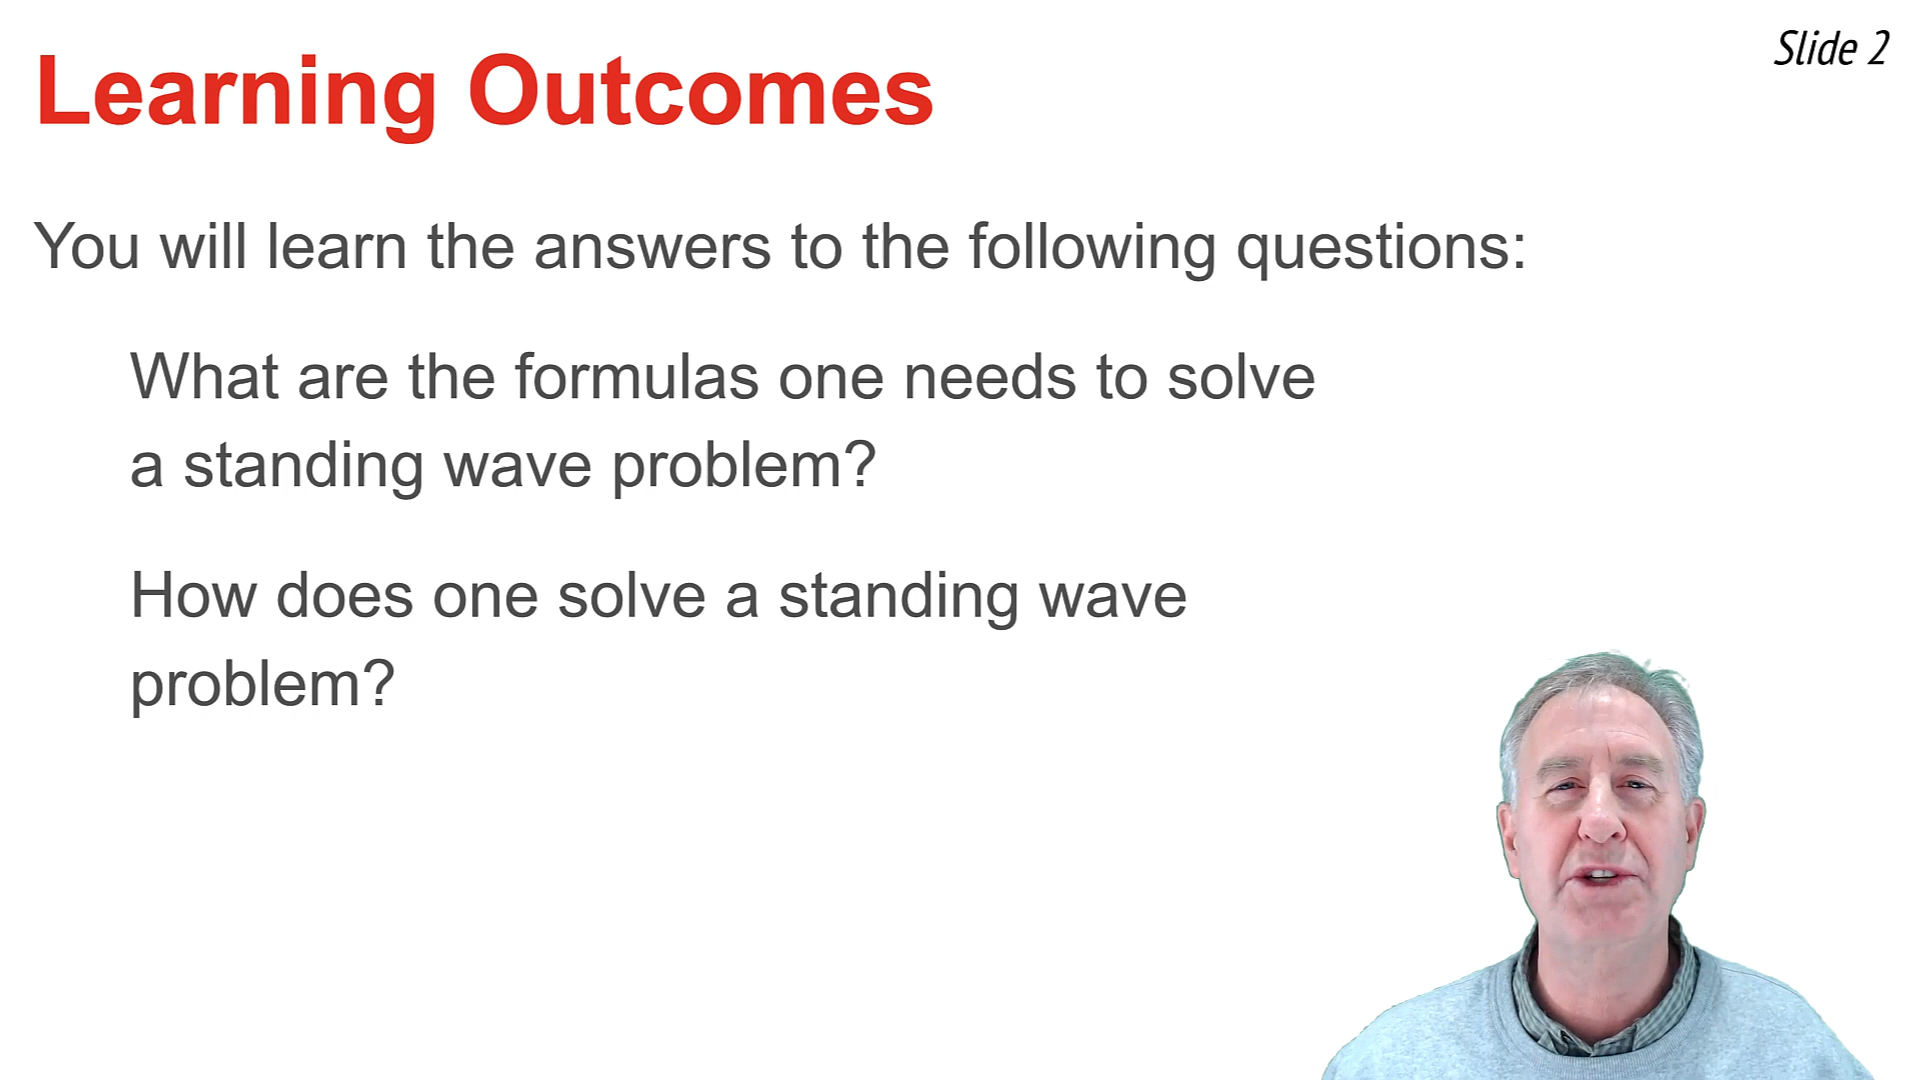 Slide 2
Learning Outcomes
You will learn the answers to the following questions:
What are the formulas one needs to solve
a standing wave problem?
How does one solve a standing wave
problem?